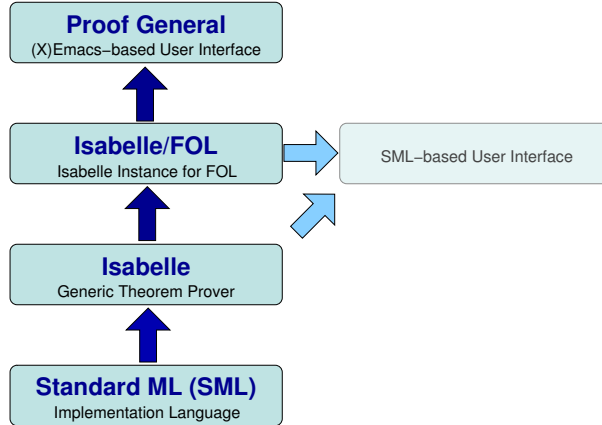 Proof General
(X)Emacs−based User Interface
Isabelle/FOL
Isabelle Instance for FOL
SML−based User Interface
Isabelle
Generic Theorem Prover
Standard ML (SML)
Implementation Language